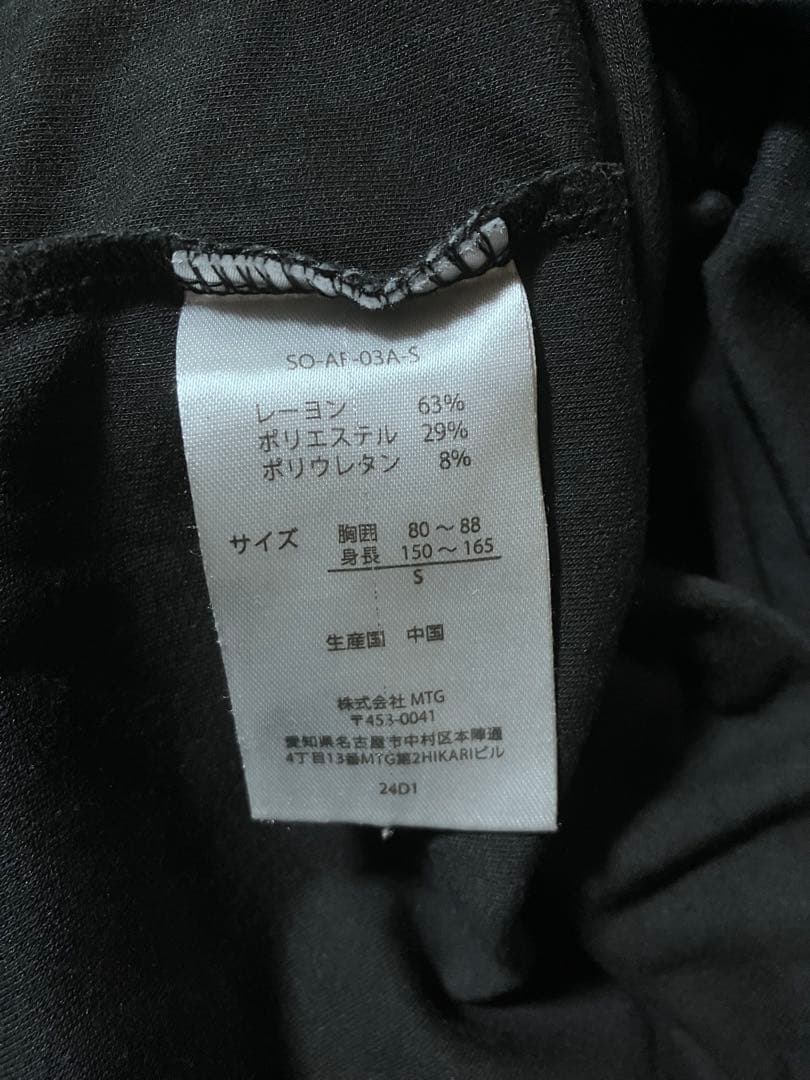 SO-AF-03A-S
レーヨン 63%
ポリエステル 29%
ポリウレタン 8%
サイズ 胸囲 80～88
身長 150～165
S
生産国 中国
株式会社 MTG
〒453-0041
愛知県名古屋市中村区本陣通
4丁目13番MTG第2HIKARIビル
24D1